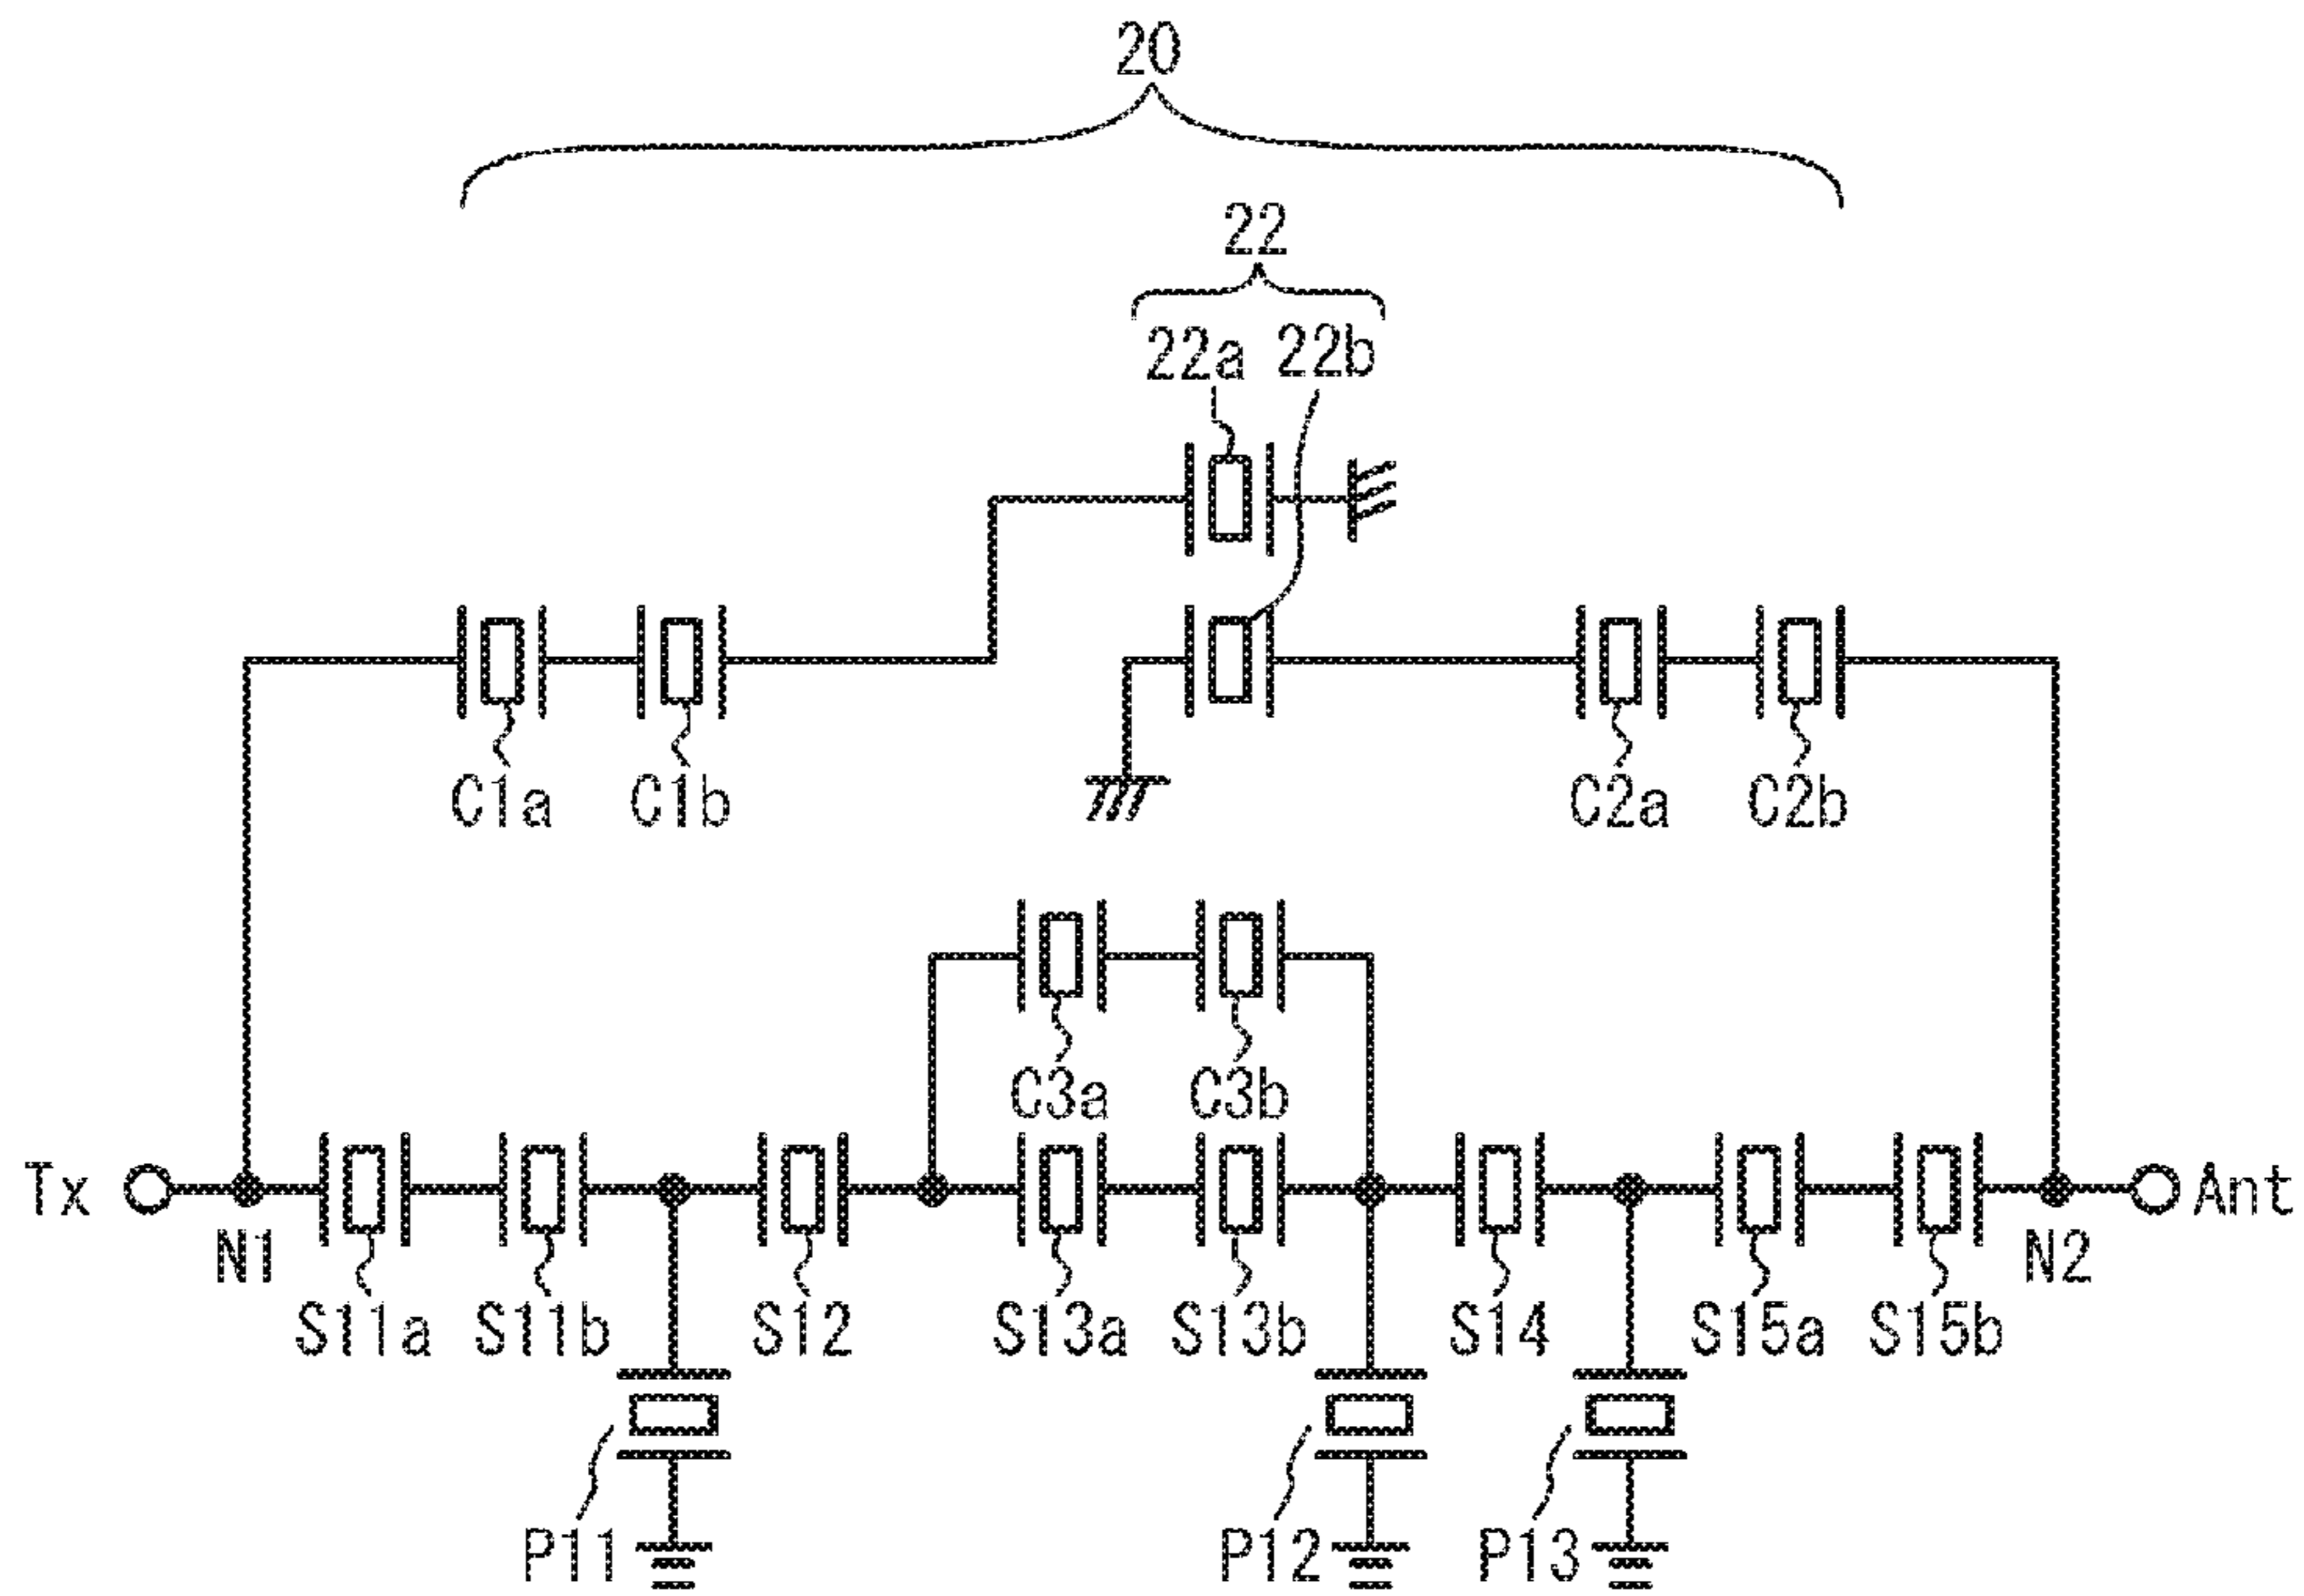 20
22
22a 22b
C1a C1b C2a C2b
C3a C3b
Tx Ant
N1 N2
S11a S11b S12 S13a S13b S14 S15a S15b
P11 P12 P13